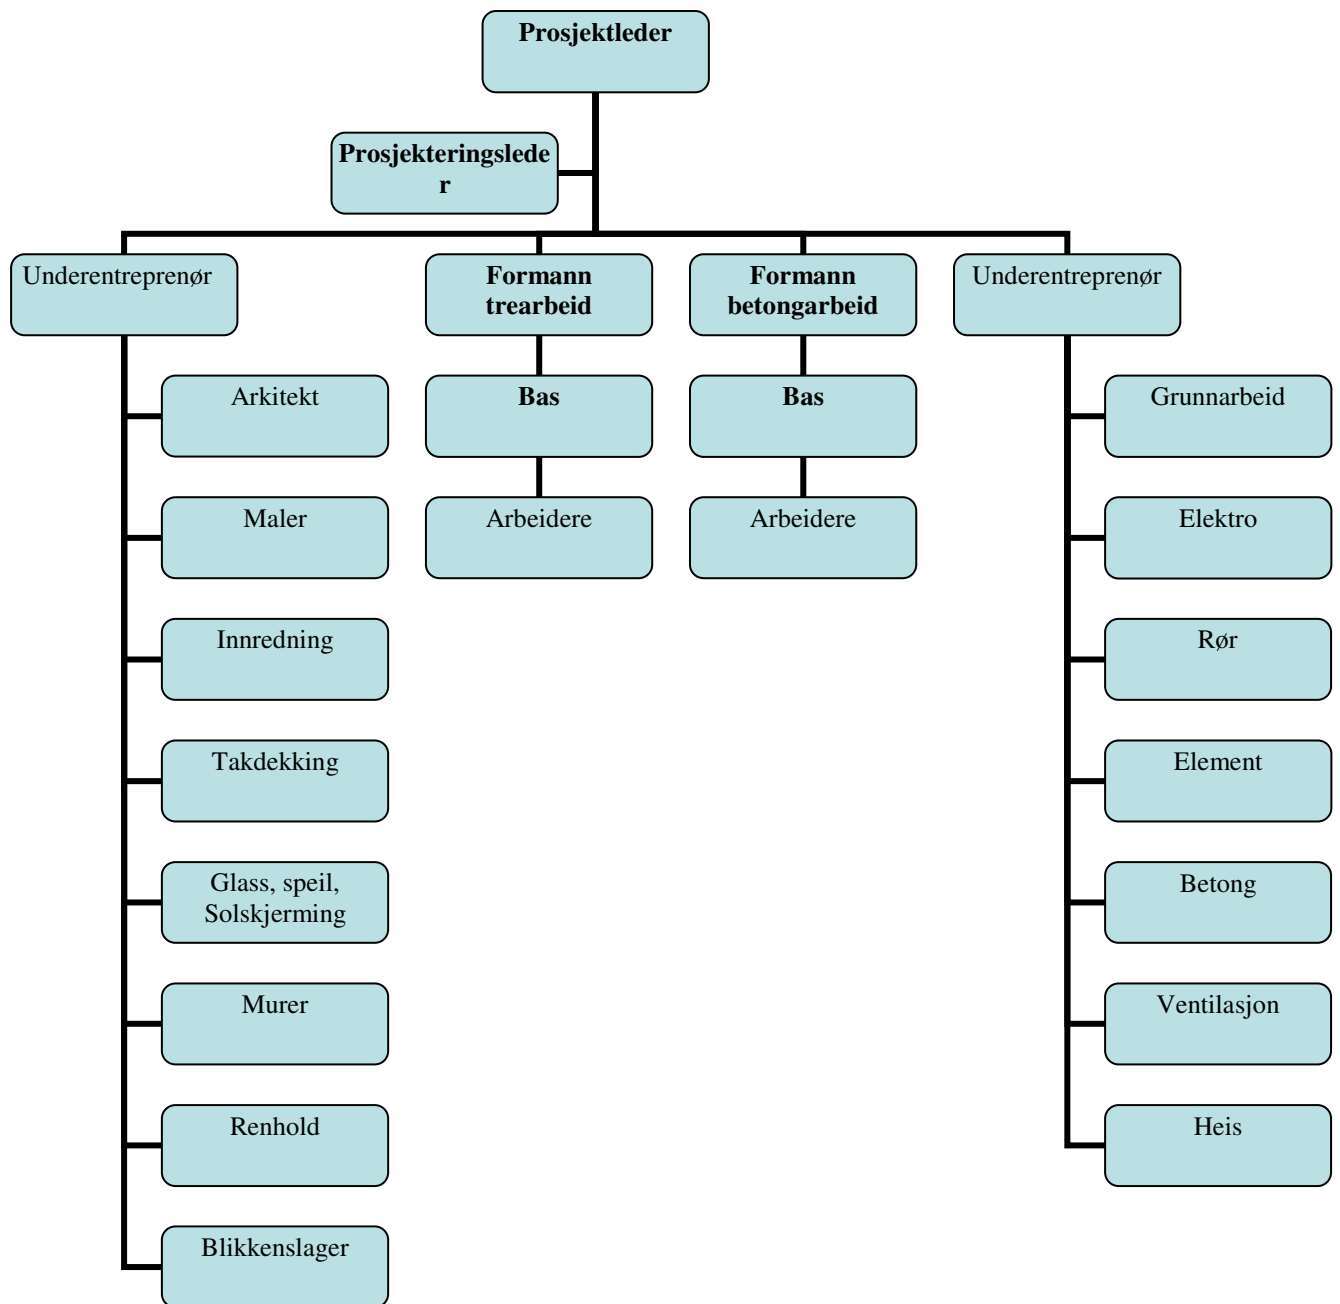 Prosjektleder
Prosjekteringslede
r
Underentreprenør
Formann
trearbeid
Formann
betongarbeid
Underentreprenør
Arkitekt
Bas
Bas
Grunnarbeid
Maler
Arbeidere
Arbeidere
Elektro
Innredning
Rør
Takdekking
Element
Glass, speil,
Solskjerming
Betong
Murer
Ventilasjon
Renhold
Heis
Blikkenslager